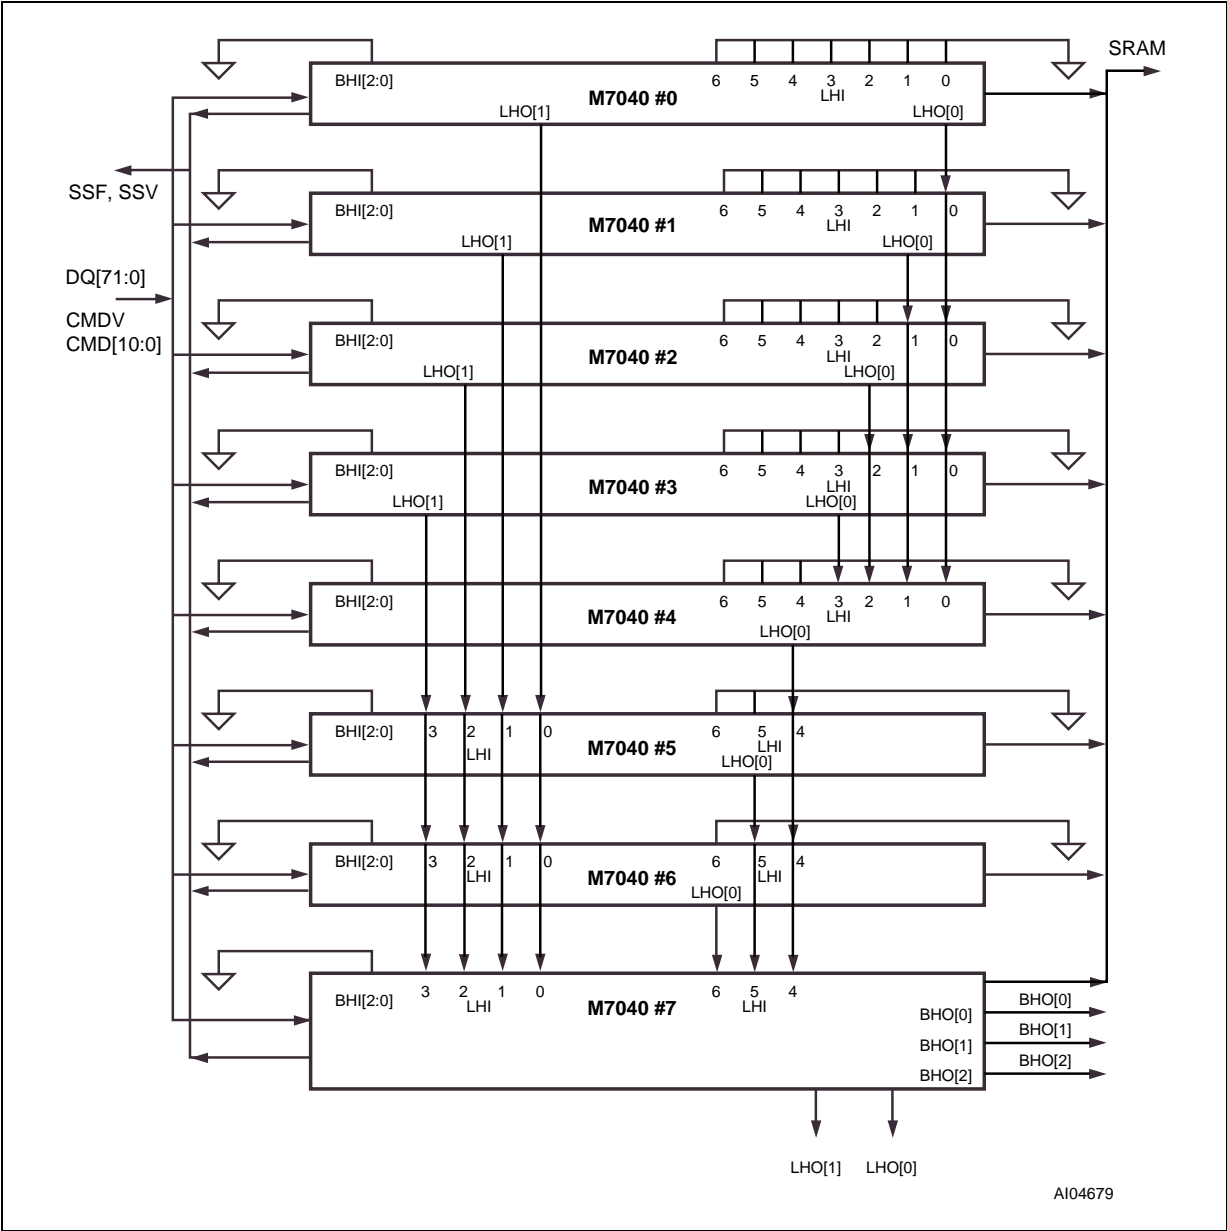 SRAM
BHI[2:0] 6 5 4 3 2 1 0
M7040 #0 LHI
LHO[1] LHO[0]
SSF, SSV
BHI[2:0] 6 5 4 3 2 1 0
M7040 #1 LHI
LHO[1] LHO[0]
DQ[71:0]
CMDV
CMD[10:0]
BHI[2:0] 6 5 4 3 2 1 0
M7040 #2 LHI
LHO[1] LHO[0]
BHI[2:0] 6 5 4 3 2 1 0
M7040 #3 LHI
LHO[1] LHO[0]
BHI[2:0] 6 5 4 3 2 1 0
M7040 #4 LHI
LHO[0]
BHI[2:0] 3 2 1 0 6 5 4
LHI M7040 #5 LHI
LHO[0]
BHI[2:0] 3 2 1 0 6 5 4
LHI M7040 #6 LHI
LHO[0]
BHI[2:0] 3 2 1 0 6 5 4
LHI M7040 #7 LHI
BHO[0] BHO[0]
BHO[1] BHO[1]
BHO[2] BHO[2]
LHO[1] LHO[0]
AI04679